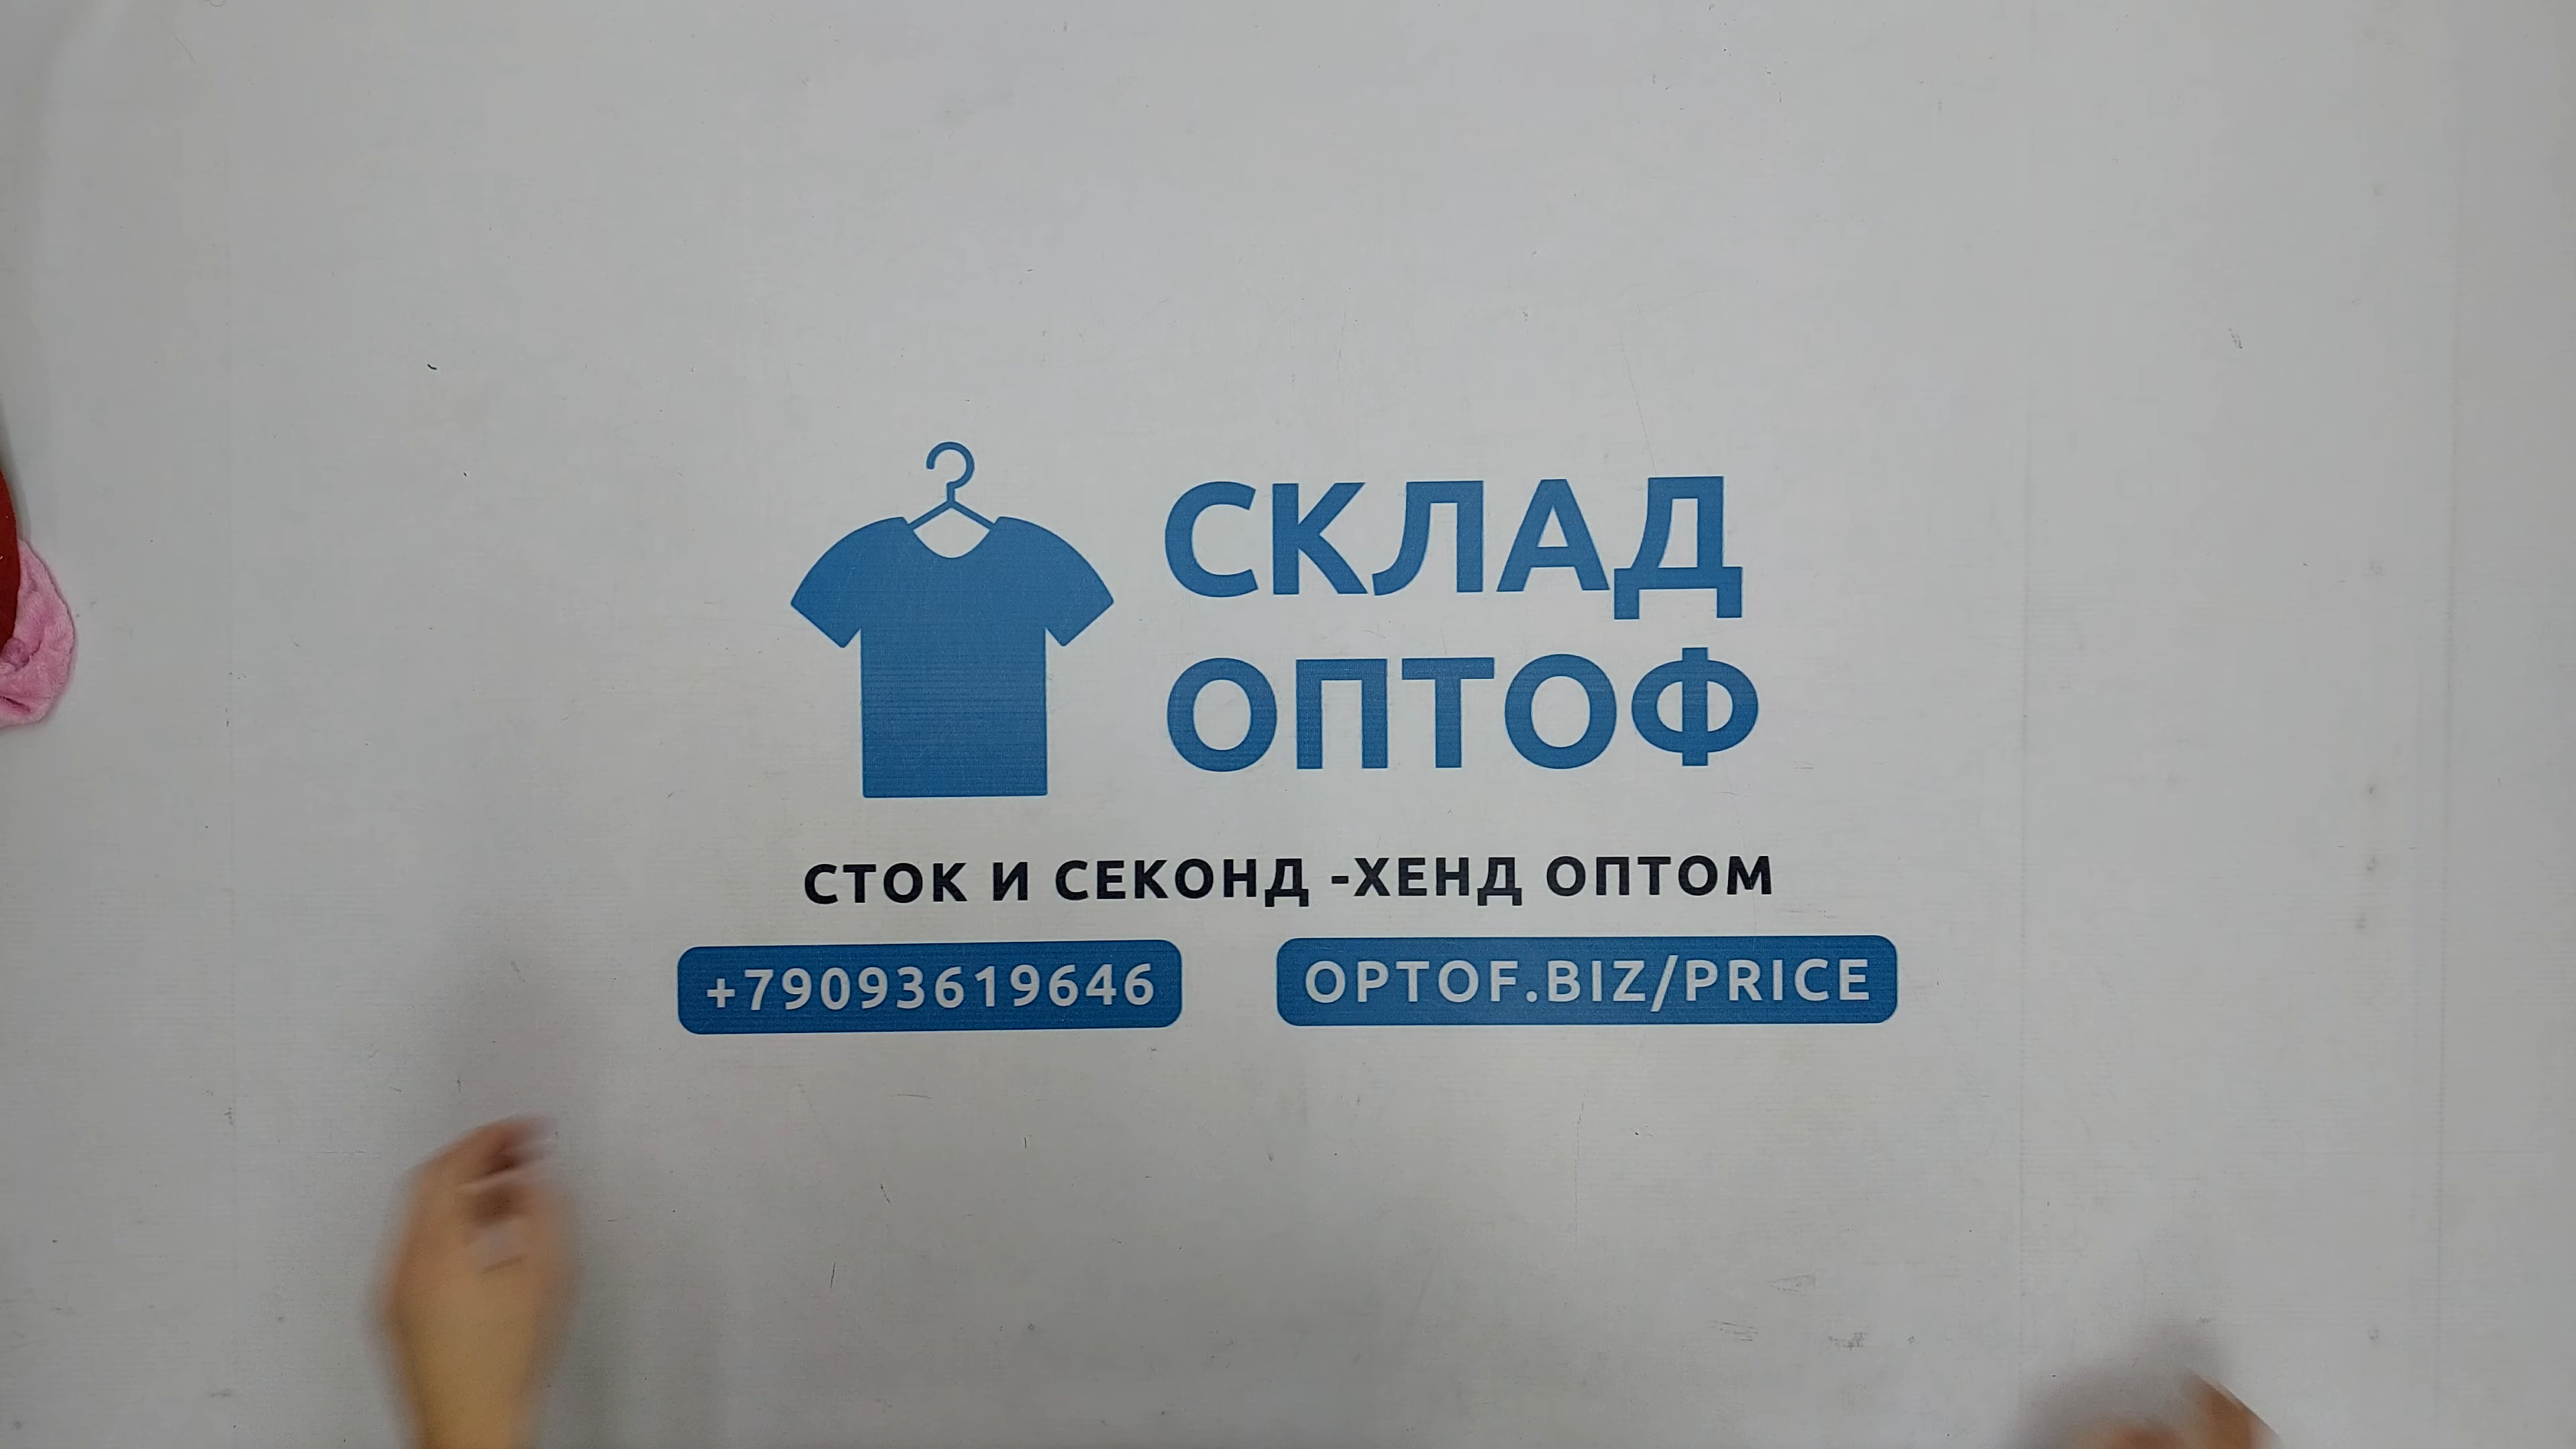 СКЛАД
ОПТОФ
СТОК И СЕКОНД -ХЕНД ОПТОМ
+79093619646
OPTOF.BIZ/PRICE